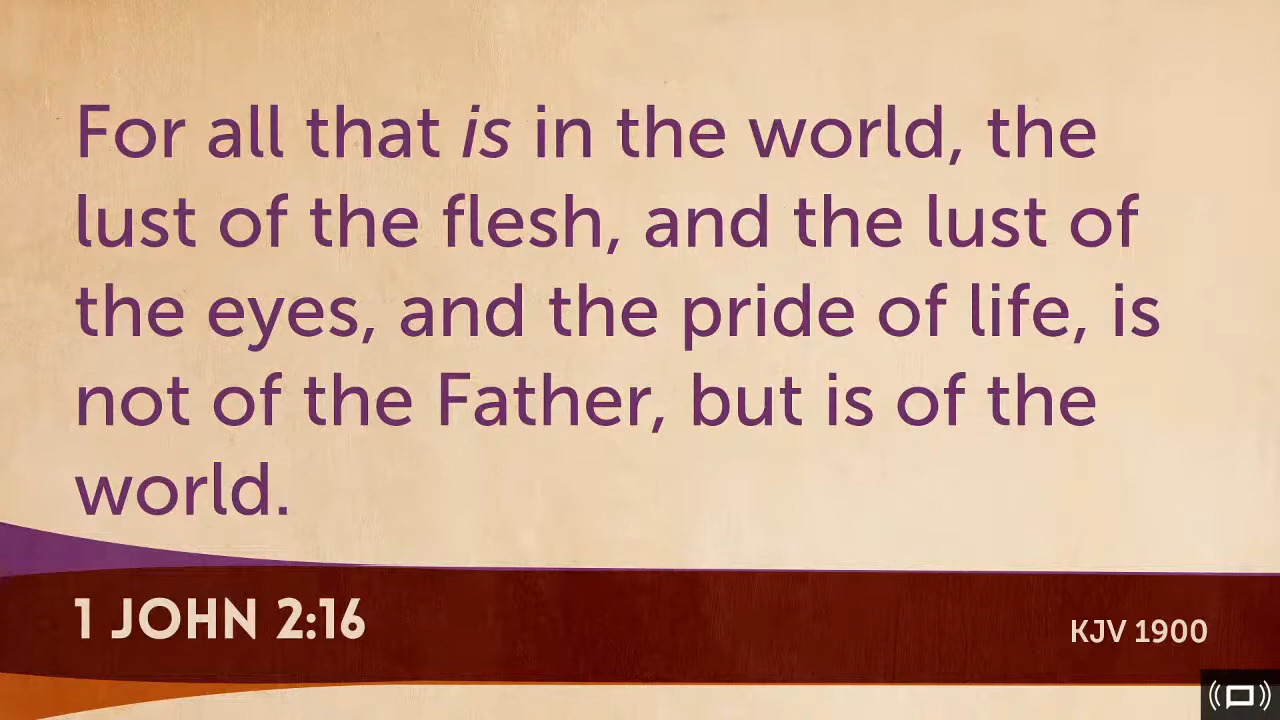 For all that is in the world, the
lust of the flesh, and the lust of
the eyes, and the pride of life, is
not of the Father, but is of the
world.
1 JOHN 2:16
KJV 1900